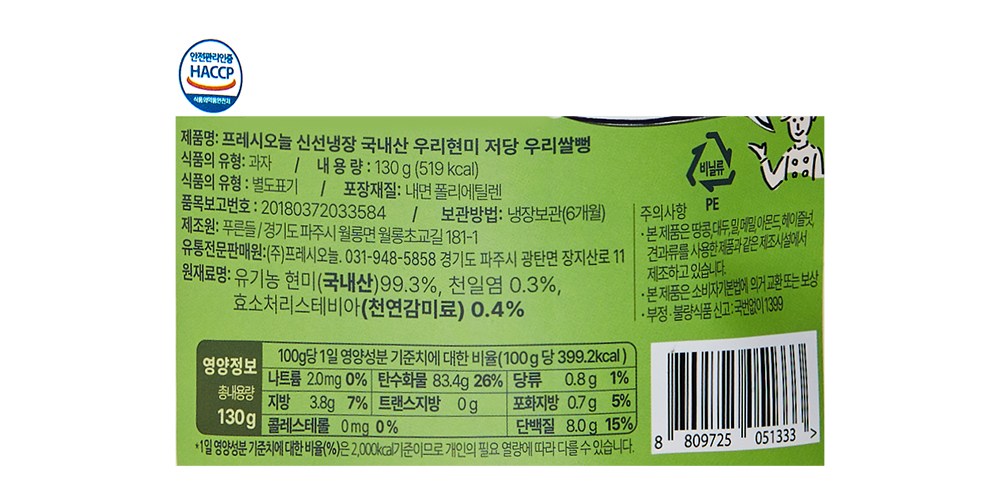 안전관리인증
HACCP
식품의약품안전처
제품명: 프레시오늘 신선냉장 국내산 우리현미 저당 우리쌀뻥
식품의 유형: 과자 / 내 용 량 : 130 g (519 kcal)
식품의 유형 : 별도표기 / 포장재질: 내면 폴리에틸렌
품목보고번호 : 20180372033584 / 보관방법: 냉장보관(6개월)
제조원: 푸른들 / 경기도 파주시 월롱면 월롱초교길 181-1
유통전문판매원:(주)프레시오늘. 031-948-5858 경기도 파주시 광탄면 장지산로 11
원재료명: 유기농 현미(국내산)99.3%, 천일염 0.3%,
효소처리스테비아(천연감미료) 0.4%
비닐류
PE
주의사항
·본 제품은 땅콩,대두,밀,메밀,아몬드,헤이즐넛,
견과류를 사용한 제품과 같은 제조시설에서
제조하고 있습니다.
·본 제품은 소비자기본법에 의거 교환 또는 보상
·부정·불량식품 신고:국번없이 1399
영양정보
총내용량
130g
100g당 1일 영양성분 기준치에 대한 비율(100g 당 399.2kcal)
나트륨 2.0mg 0% 탄수화물 83.4g 26% 당류 0.8 g 1%
지방 3.8g 7% 트랜스지방 0 g 포화지방 0.7 g 5%
콜레스테롤 0 mg 0% 단백질 8.0 g 15%
*1일 영양성분 기준치에 대한 비율(%)은 2,000kcal기준이므로 개인의 필요 열량에 따라 다를 수 있습니다.
8 809725 051333 >